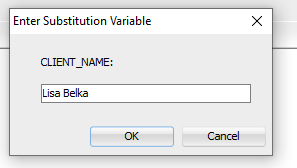 Enter Substitution Variable
CLIENT_NAME:
Lisa Belka
OK
Cancel